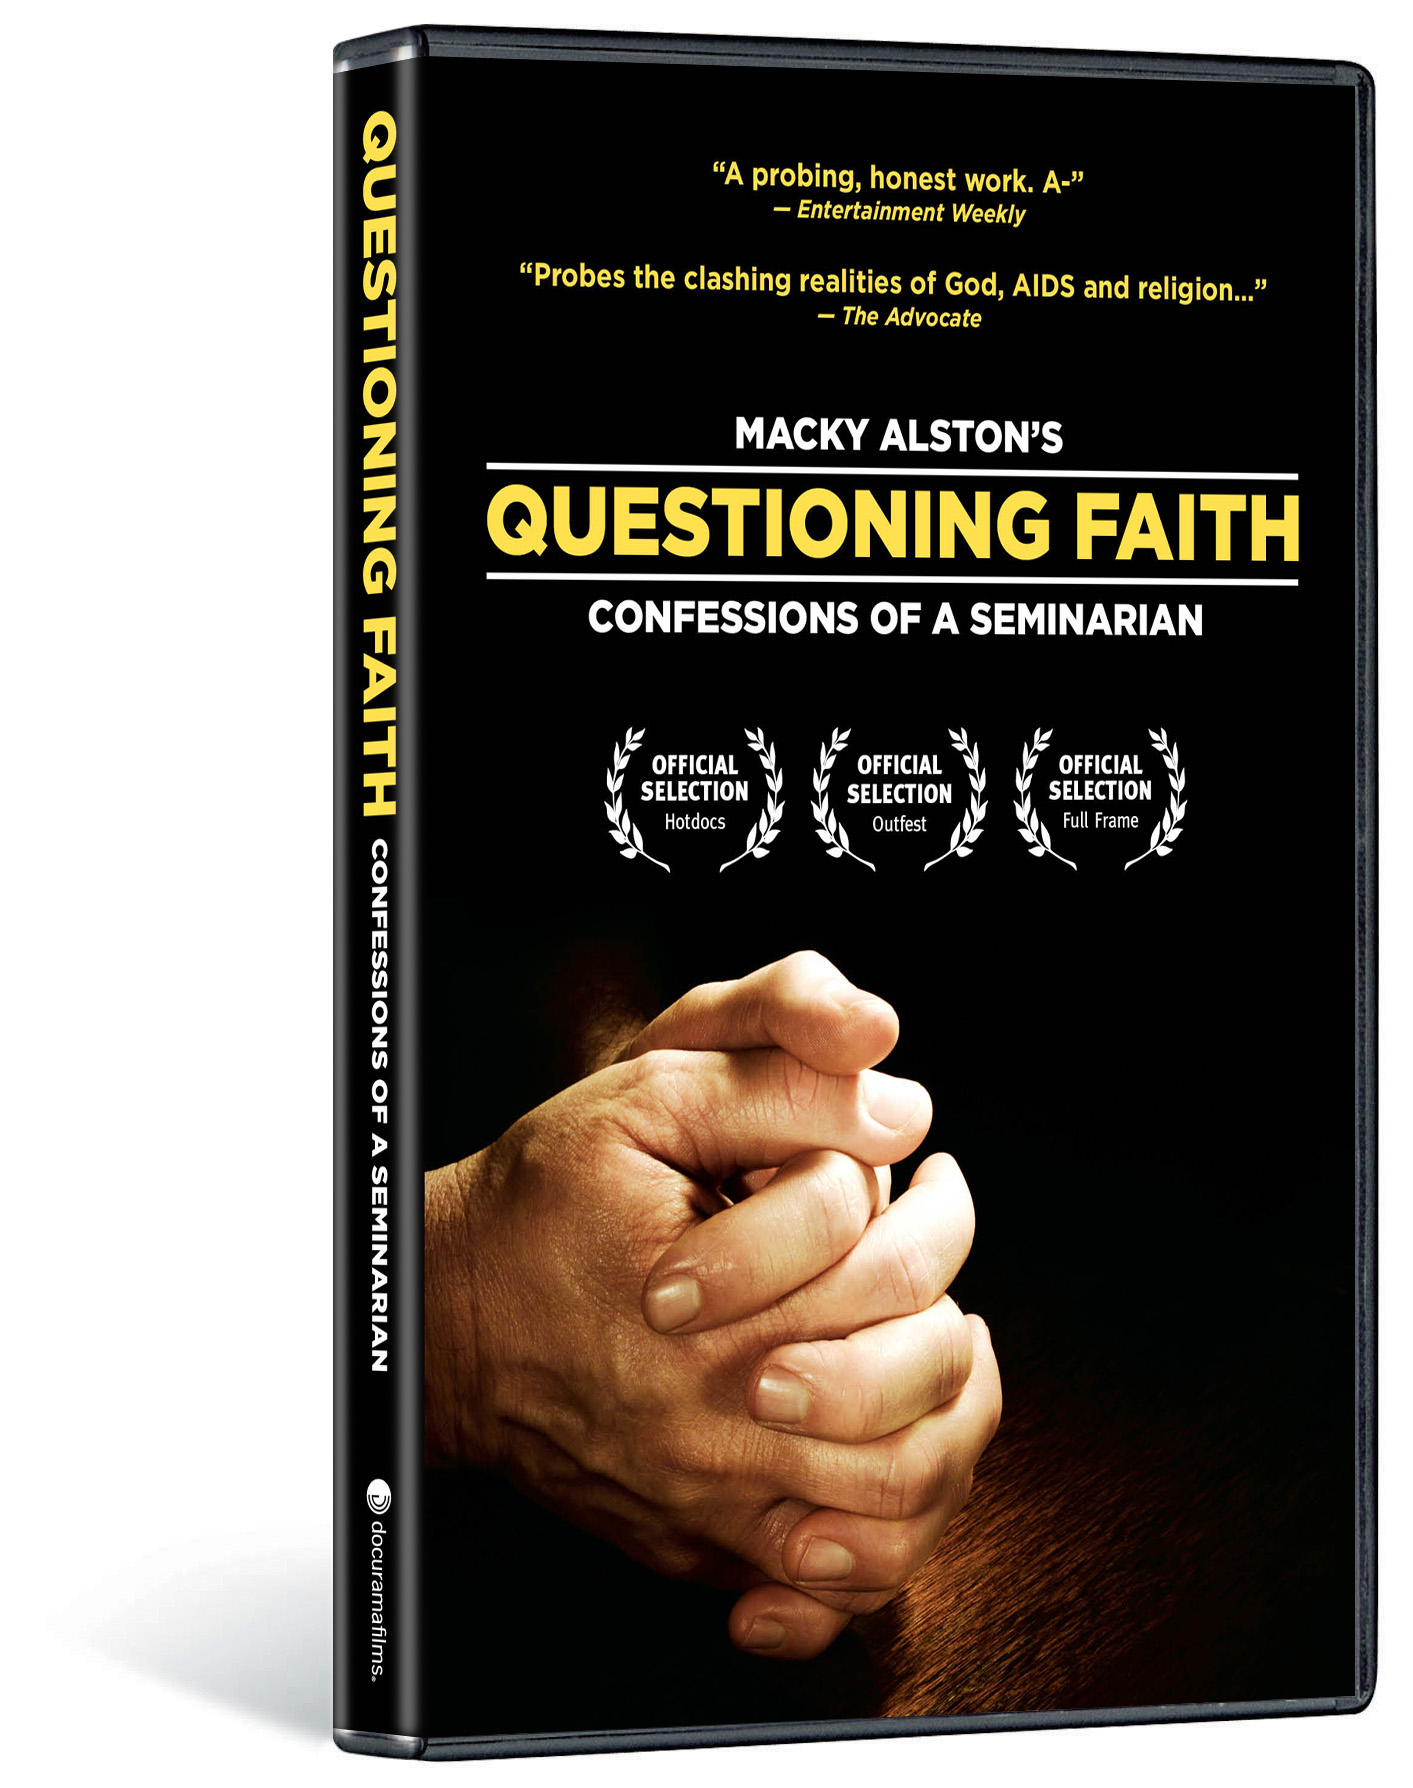 “A probing, honest work. A-”
— Entertainment Weekly
“Probes the clashing realities of God, AIDS and religion...”
— The Advocate
MACKY ALSTON’S
QUESTIONING FAITH
CONFESSIONS OF A SEMINARIAN
OFFICIAL
SELECTION
Hotdocs
OFFICIAL
SELECTION
Outfest
OFFICIAL
SELECTION
Full Frame
QUESTIONING FAITH CONFESSIONS OF A SEMINARIAN
docuramafilms.